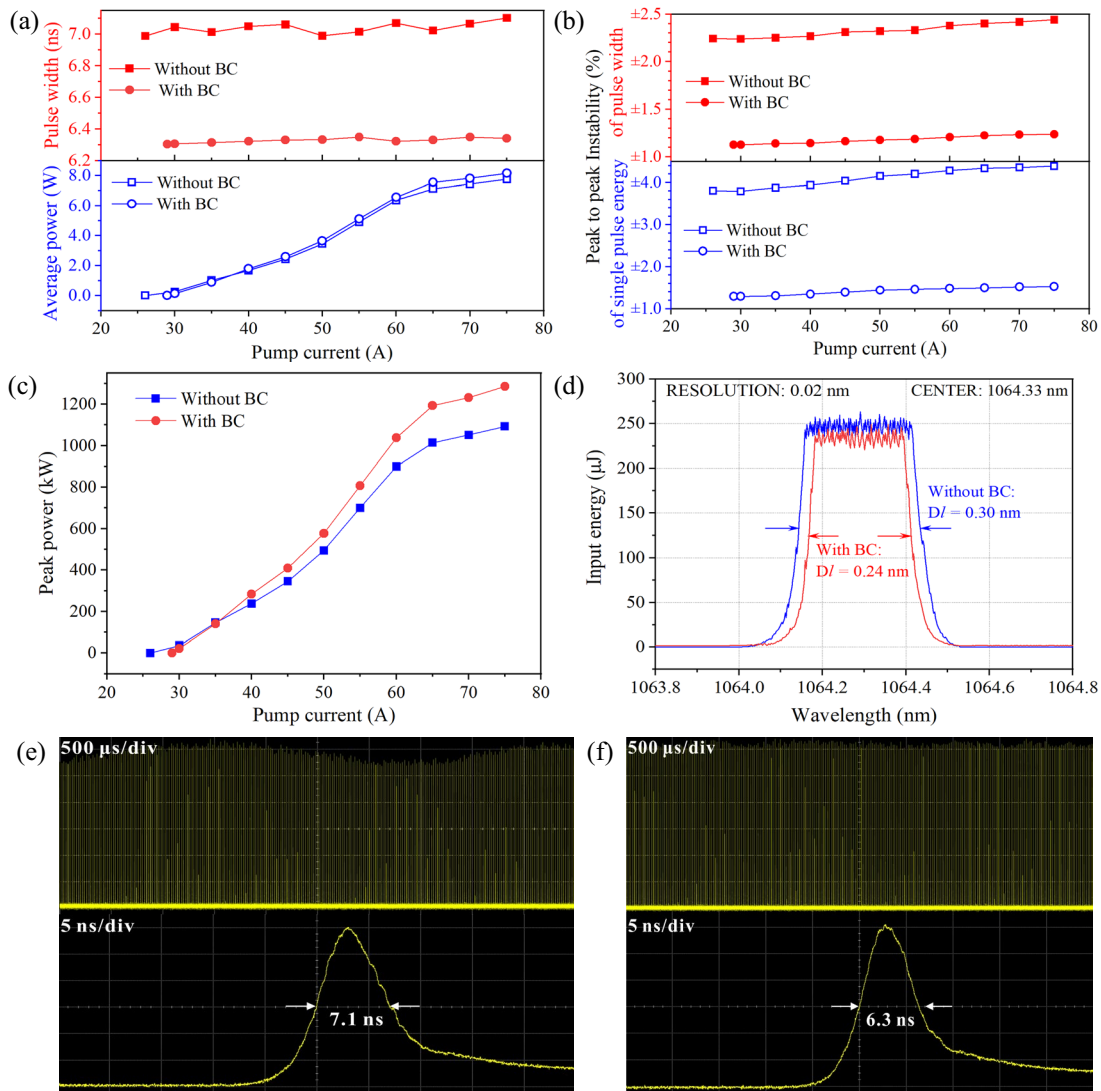 (a)
Pulse width (ns)
7.0
6.8
6.6
6.4
6.2
Without BC
With BC
Average power (W)
8.0
6.0
4.0
2.0
0.0
Without BC
With BC
20 30 40 50 60 70 80
Pump current (A)
(b)
Peak to peak Instability (%)
of pulse width
of single pulse energy
±2.5
±2.0
±1.5
±1.0
Without BC
With BC
±4.0
±3.0
±2.0
±1.0
Without BC
With BC
20 30 40 50 60 70 80
Pump current (A)
(c)
Peak power (kW)
1200
1000
800
600
400
200
0
Without BC
With BC
20 30 40 50 60 70 80
Pump current (A)
(d)
Input energy (μJ)
300
250
200
150
100
50
0
RESOLUTION: 0.02 nm CENTER: 1064.33 nm
Without BC:
Dl = 0.30 nm
With BC:
Dl = 0.24 nm
1063.8 1064.0 1064.2 1064.4 1064.6 1064.8
Wavelength (nm)
(e)
500 μs/div
5 ns/div
7.1 ns
(f)
500 μs/div
5 ns/div
6.3 ns